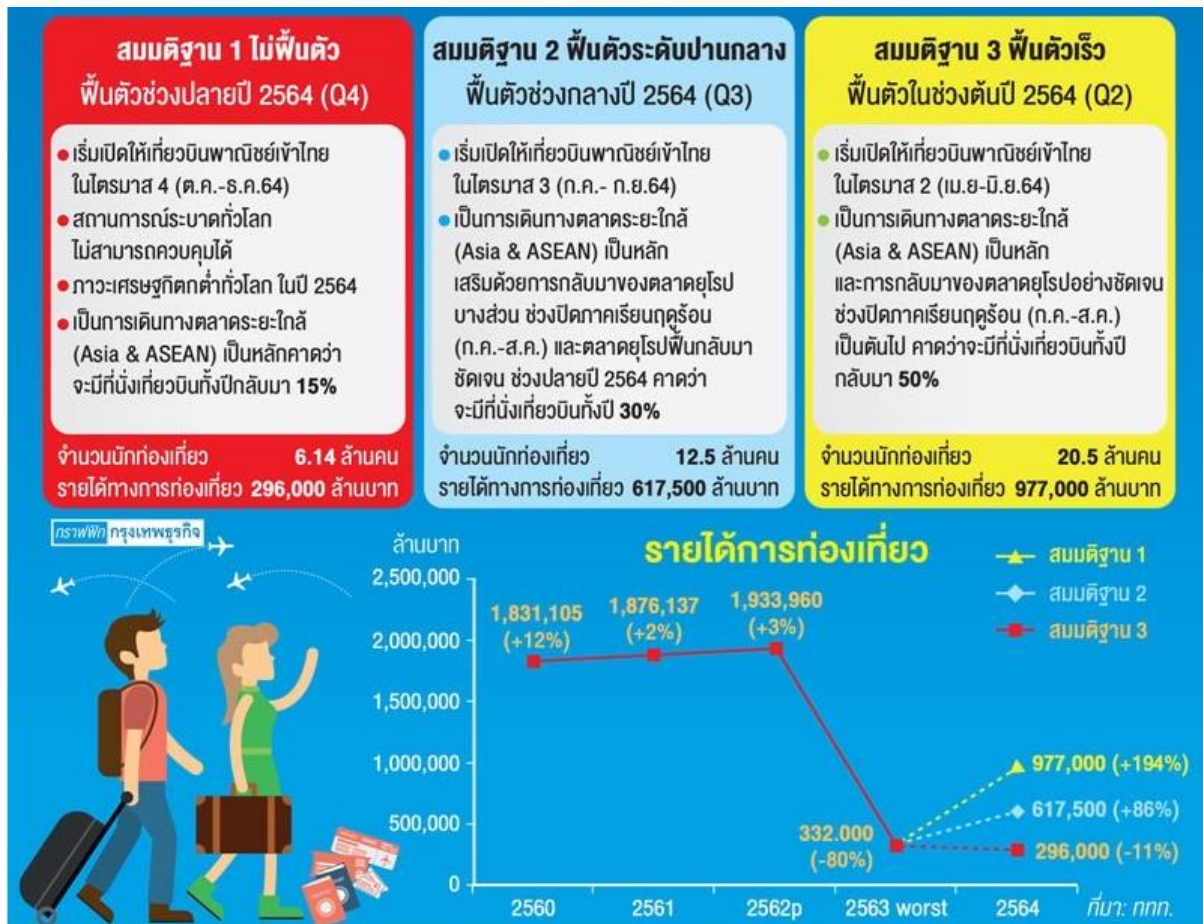 สมมติฐาน 1 ไม่ฟื้นตัว
ฟื้นตัวช่วงปลายปี 2564 (Q4)
เริ่มเปิดให้เที่ยวบินพาณิชย์เข้าไทย
ในไตรมาส 4 (ต.ค.-ธ.ค.64)
สถานการณ์ระบาดทั่วโลก
ไม่สามารถควบคุมได้
ภาวะเศรษฐกิตกต่ำทั่วโลก ในปี 2564
เป็นการเดินทางตลาดระยะใกล้
(Asia & ASEAN) เป็นหลักคาดว่า
จะมีที่นั่งเที่ยวบินทั้งปีกลับมา 15%
จำนวนนักท่องเที่ยว 6.14 ล้านคน
รายได้ทางการท่องเที่ยว 296,000 ล้านบาท
สมมติฐาน 2 ฟื้นตัวระดับปานกลาง
ฟื้นตัวช่วงกลางปี 2564 (Q3)
เริ่มเปิดให้เที่ยวบินพาณิชย์เข้าไทย
ในไตรมาส 3 (ก.ค.- ก.ย.64)
เป็นการเดินทางตลาดระยะใกล้
(Asia & ASEAN) เป็นหลัก
เสริมด้วยการกลับมาของตลาดยุโรป
บางส่วน ช่วงปิดภาคเรียนฤดูร้อน
(ก.ค.-ส.ค.) และตลาดยุโรปฟื้นกลับมา
ชัดเจน ช่วงปลายปี 2564 คาดว่า
จะมีที่นั่งเที่ยวบินทั้งปี 30%
จำนวนนักท่องเที่ยว 12.5 ล้านคน
รายได้ทางการท่องเที่ยว 617,500 ล้านบาท
สมมติฐาน 3 ฟื้นตัวเร็ว
ฟื้นตัวในช่วงต้นปี 2564 (Q2)
เริ่มเปิดให้เที่ยวบินพาณิชย์เข้าไทย
ในไตรมาส 2 (เม.ย-มิ.ย.64)
เป็นการเดินทางตลาดระยะใกล้
(Asia & ASEAN) เป็นหลัก
และการกลับมาของตลาดยุโรปอย่างชัดเจน
ช่วงปิดภาคเรียนฤดูร้อน (ก.ค.-ส.ค.)
เป็นต้นไป คาดว่าจะมีที่นั่งเที่ยวบินทั้งปี
กลับมา 50%
จำนวนนักท่องเที่ยว 20.5 ล้านคน
รายได้ทางการท่องเที่ยว 977,000 ล้านบาท
กราฟฟิก กรุงเทพธุรกิจ
รายได้การท่องเที่ยว
ล้านบาท
2,500,000
2,000,000
1,500,000
1,000,000
500,000
0
1,831,105
(+12%)
1,876,137
(+2%)
1,933,960
(+3%)
332.000
(-80%)
สมมติฐาน 1
สมมติฐาน 2
สมมติฐาน 3
977,000 (+194%)
617,500 (+86%)
296,000 (-11%)
2560 2561 2562p 2563 worst 2564
ที่มา: ททท.